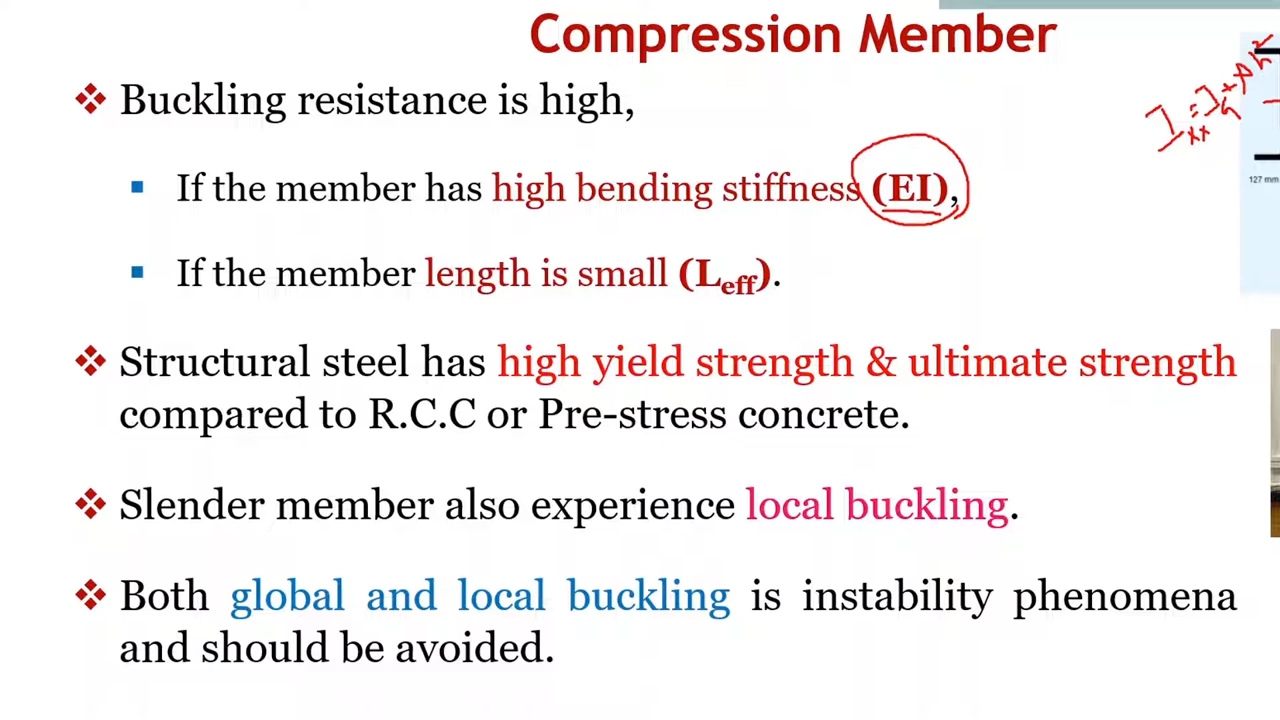 Compression Member
❖ Buckling resistance is high,
▪ If the member has high bending stiffness (EI),
▪ If the member length is small (Leff).
❖ Structural steel has high yield strength & ultimate strength
compared to R.C.C or Pre-stress concrete.
❖ Slender member also experience local buckling.
❖ Both global and local buckling is instability phenomena
and should be avoided.
127 mm